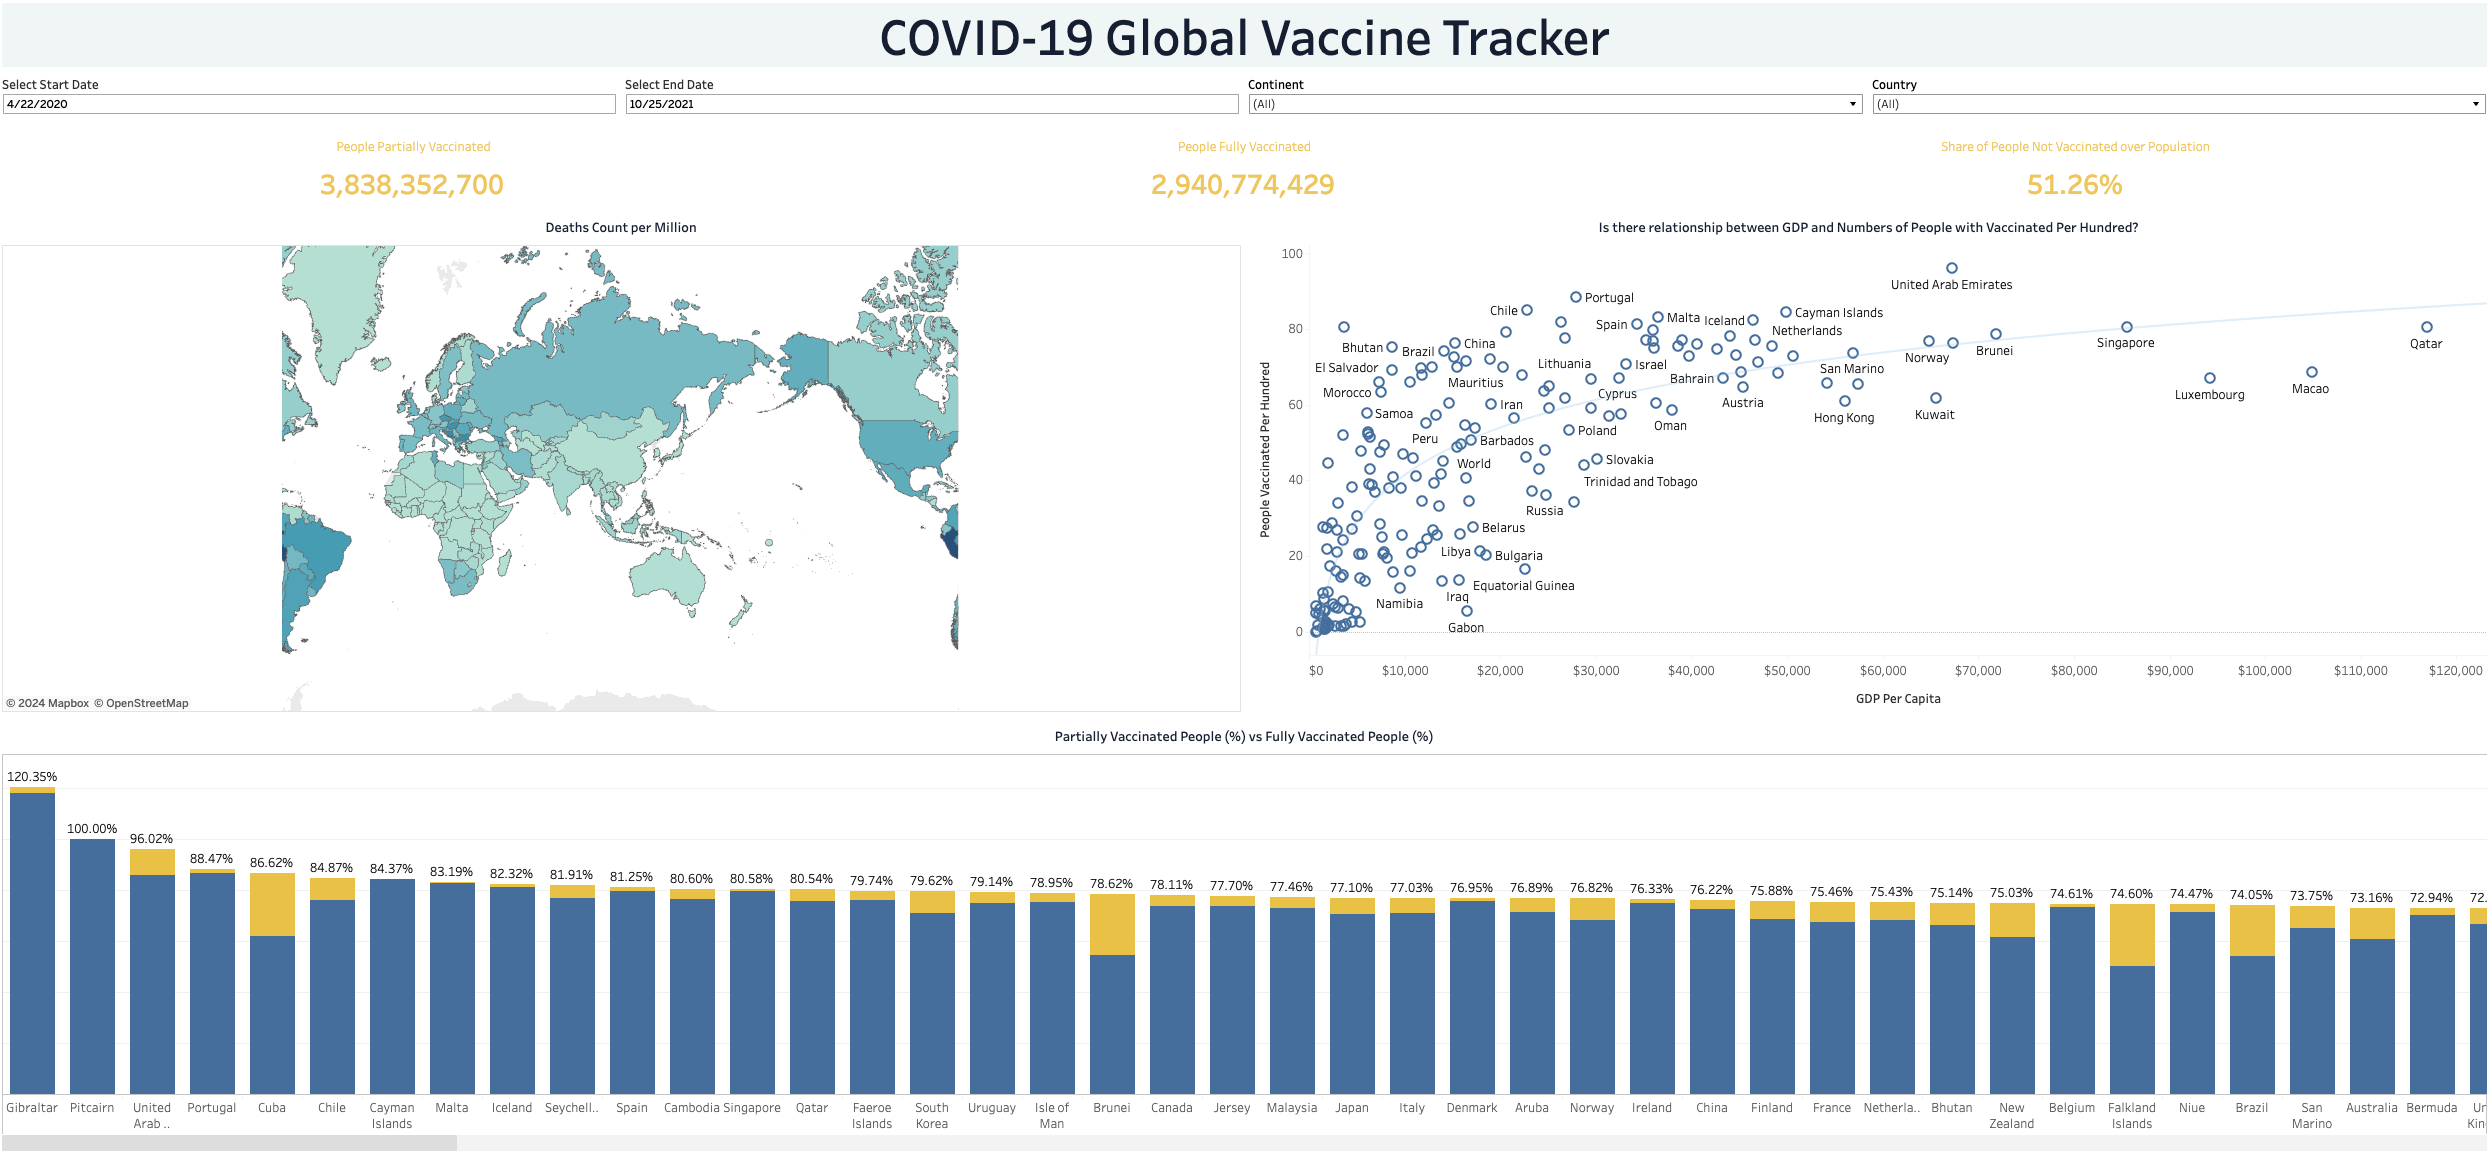 COVID-19 Global Vaccine Tracker
Select Start Date
Select End Date
Continent
Country
4/22/2020
10/25/2021
(All)
(All)
People Partially Vaccinated
People Fully Vaccinated
Share of People Not Vaccinated over Population
3,838,352,700
2,940,774,429
51.26%
Deaths Count per Million
© 2024 Mapbox © OpenStreetMap
Is there relationship between GDP and Numbers of People with Vaccinated Per Hundred?
People Vaccinated Per Hundred
100
80
60
40
20
0
United Arab Emirates
Portugal
Chile
Cayman Islands
Malta
Iceland
Spain
Netherlands
Singapore
Qatar
China
Bhutan
Brazil
Norway
Brunei
El Salvador
Lithuania
Israel
San Marino
Mauritius
Bahrain
Morocco
Cyprus
Luxembourg
Macao
Iran
Austria
Samoa
Hong Kong
Kuwait
Oman
Peru
Barbados
Poland
World
Slovakia
Trinidad and Tobago
Russia
Belarus
Libya
Bulgaria
Equatorial Guinea
Iraq
Namibia
Gabon
$0
$10,000
$20,000
$30,000
$40,000
$50,000
$60,000
$70,000
$80,000
$90,000
$100,000
$110,000
$120,000
GDP Per Capita
Partially Vaccinated People (%) vs Fully Vaccinated People (%)
120.35%
100.00%
96.02%
88.47%
86.62%
84.87%
84.37%
83.19%
82.32%
81.91%
81.25%
80.60%
80.58%
80.54%
79.74%
79.62%
79.14%
78.95%
78.62%
78.11%
77.70%
77.46%
77.10%
77.03%
76.95%
76.89%
76.82%
76.33%
76.22%
75.88%
75.46%
75.43%
75.14%
75.03%
74.61%
74.60%
74.47%
74.05%
73.75%
73.16%
72.94%
72.
Gibraltar
Pitcairn
United
Arab ..
Portugal
Cuba
Chile
Cayman
Islands
Malta
Iceland
Seychell..
Spain
Cambodia
Singapore
Qatar
Faeroe
Islands
South
Korea
Uruguay
Isle of
Man
Brunei
Canada
Jersey
Malaysia
Japan
Italy
Denmark
Aruba
Norway
Ireland
China
Finland
France
Netherla..
Bhutan
New
Zealand
Belgium
Falkland
Islands
Niue
Brazil
San
Marino
Australia
Bermuda
Un
Kin